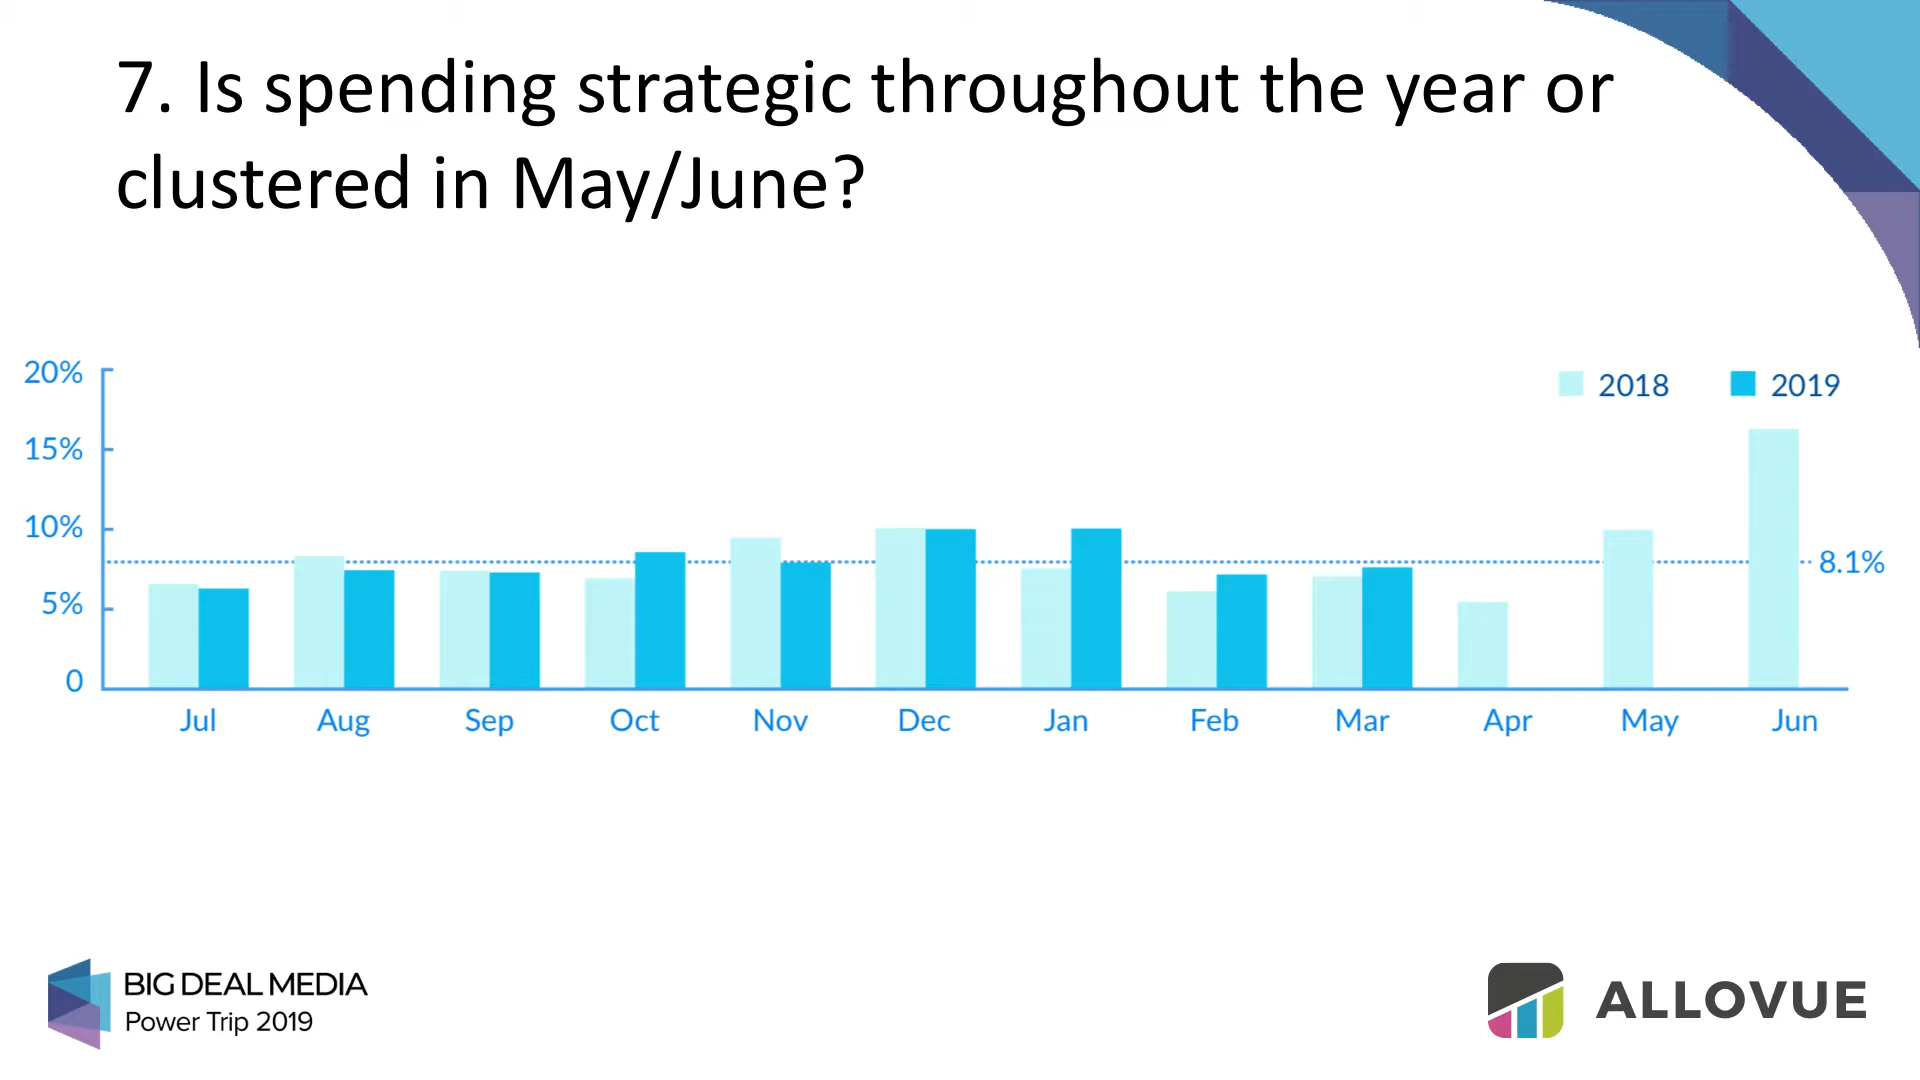 7. Is spending strategic throughout the year or
clustered in May/June?
20%
15%
10%
5%
0
2018
2019
8.1%
Jul
Aug
Sep
Oct
Nov
Dec
Jan
Feb
Mar
Apr
May
Jun
BIG DEAL MEDIA
Power Trip 2019
ALLOVUE